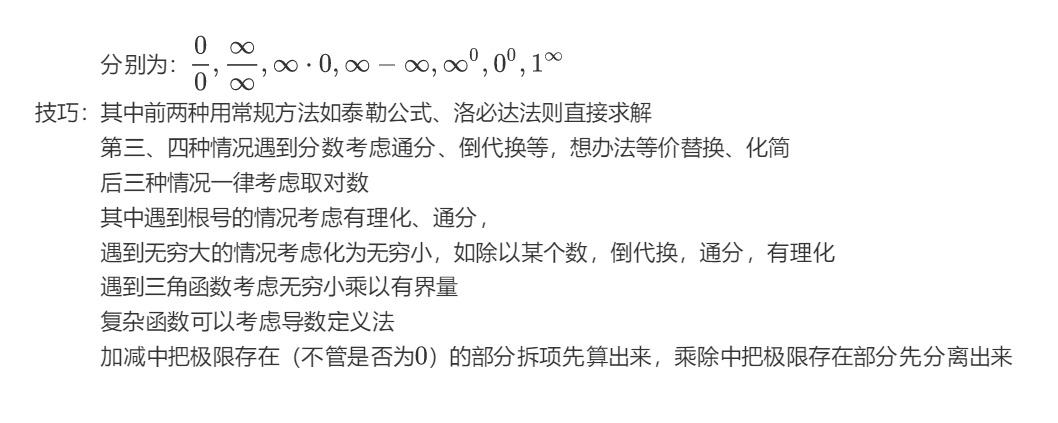 分别为：$\frac{0}{0},\frac{\infty}{\infty},\infty\cdot 0,\infty-\infty,\infty^0,0^0,1^\infty$
技巧：其中前两种用常规方法如泰勒公式、洛必达法则直接求解
第三、四种情况遇到分数考虑通分、倒代换等，想办法等价替换、化简
后三种情况一律考虑取对数
其中遇到根号的情况考虑有理化、通分，
遇到无穷大的情况考虑化为无穷小，如除以某个数，倒代换，通分，有理化
遇到三角函数考虑无穷小乘以有界量
复杂函数可以考虑导数定义法
加减中把极限存在（不管是否为0）的部分拆项先算出来，乘除中把极限存在部分先分离出来